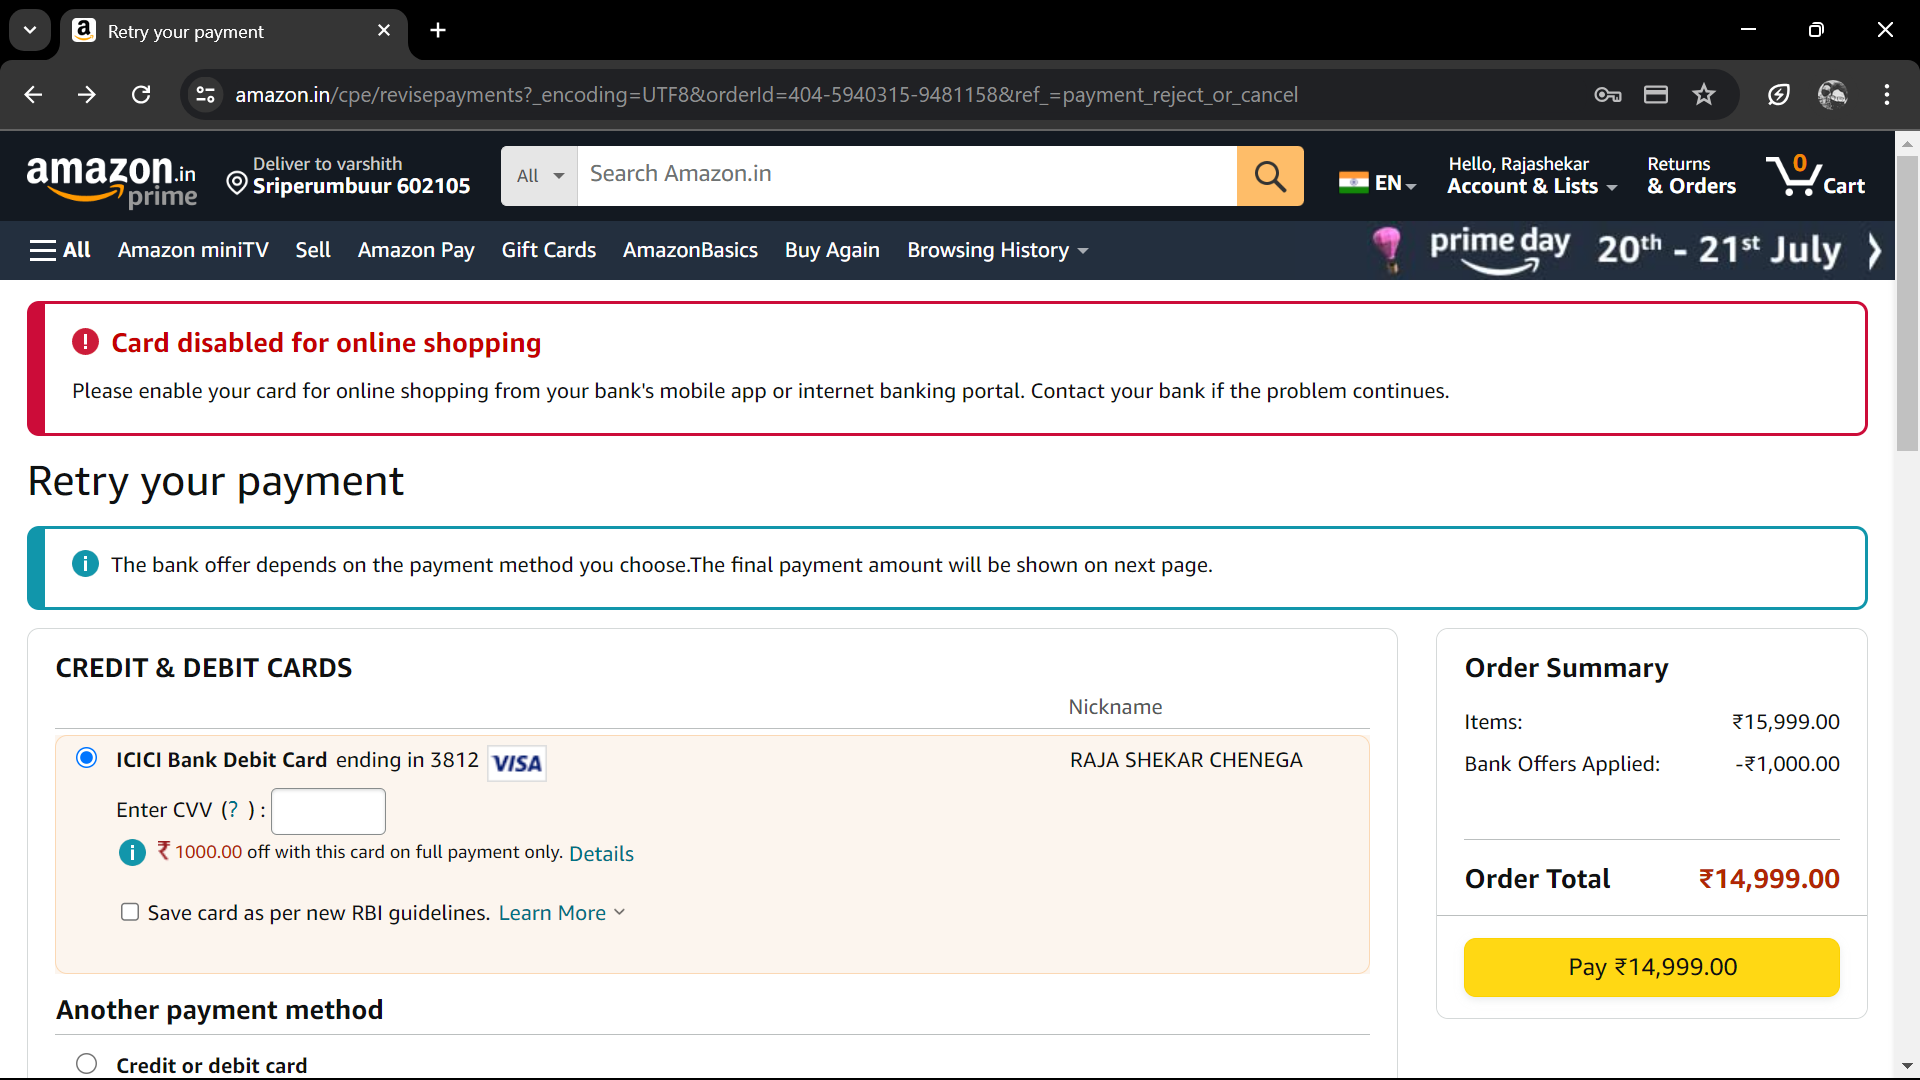 Retry your payment
amazon.in/cpe/revisepayments?_encoding=UTF8&orderId=404-5940315-9481158&ref_=payment_reject_or_cancel
amazon.in
prime
Deliver to varshith
Sriperumbuur 602105
All
Search Amazon.in
EN
Hello, Rajashekar
Account & Lists
Returns
& Orders
0
Cart
All
Amazon miniTV
Sell
Amazon Pay
Gift Cards
AmazonBasics
Buy Again
Browsing History
prime day
20th - 21st July
Card disabled for online shopping
Please enable your card for online shopping from your bank's mobile app or internet banking portal. Contact your bank if the problem continues.
Retry your payment
The bank offer depends on the payment method you choose.The final payment amount will be shown on next page.
CREDIT & DEBIT CARDS
Nickname
ICICI Bank Debit Card ending in 3812 VISA
RAJA SHEKAR CHENEGA
Enter CVV (? ) :
₹ 1000.00 off with this card on full payment only. Details
Save card as per new RBI guidelines. Learn More
Another payment method
Credit or debit card
Order Summary
Items: ₹15,999.00
Bank Offers Applied: -₹1,000.00
Order Total ₹14,999.00
Pay ₹14,999.00